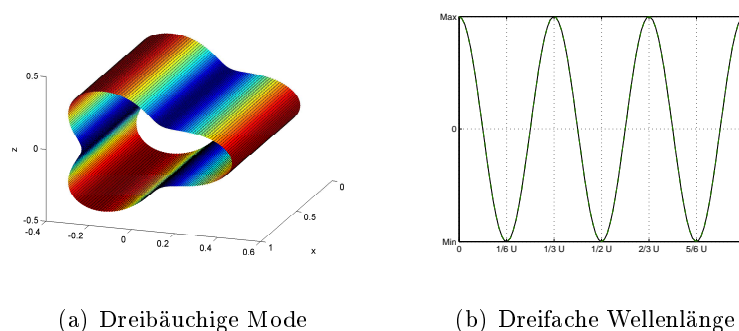 0.5
0
-0.5
z
-0.4
-0.2
0
0.2
0.4
0.6
1
0.5
0
x
Max
0
Min
0
1/6 U
1/3 U
1/2 U
2/3 U
5/6 U
(a) Dreibäuchige Mode
(b) Dreifache Wellenlänge